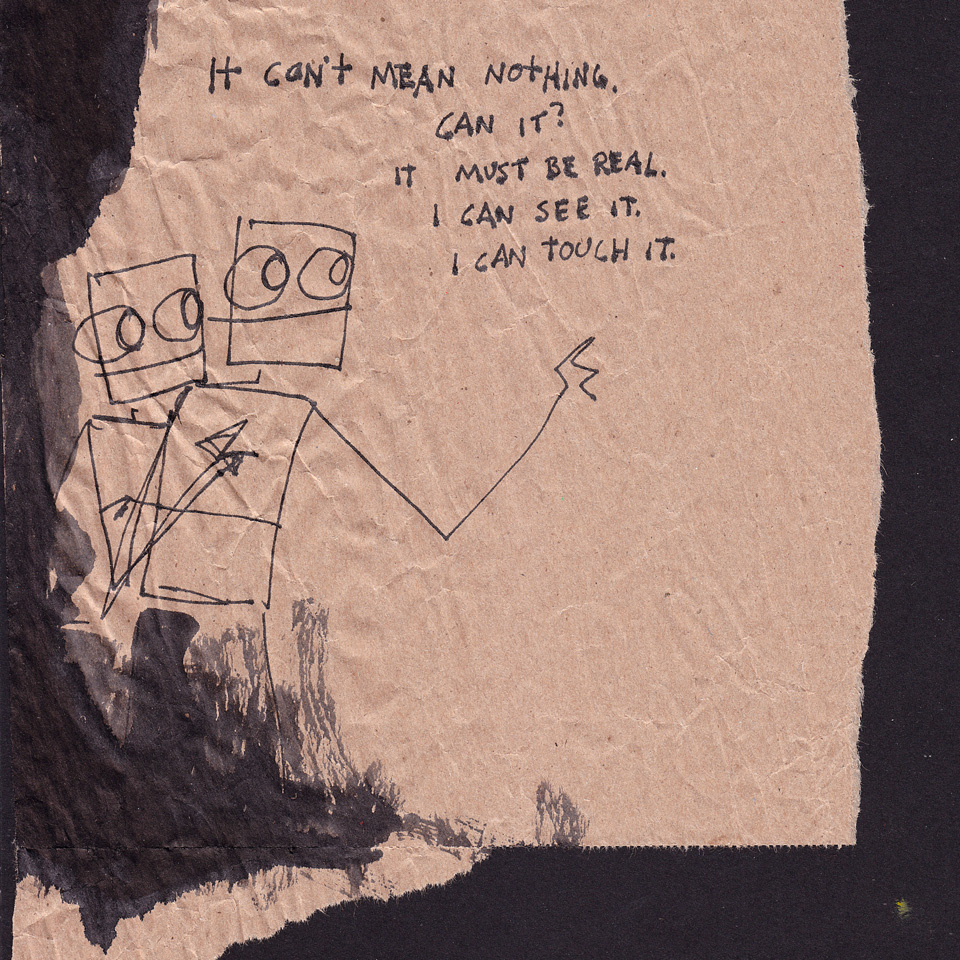 It CAN't MEAN NOtHING.
CAN IT?
IT MUST BE REAL.
I CAN SEE IT.
I CAN TOUCH IT.